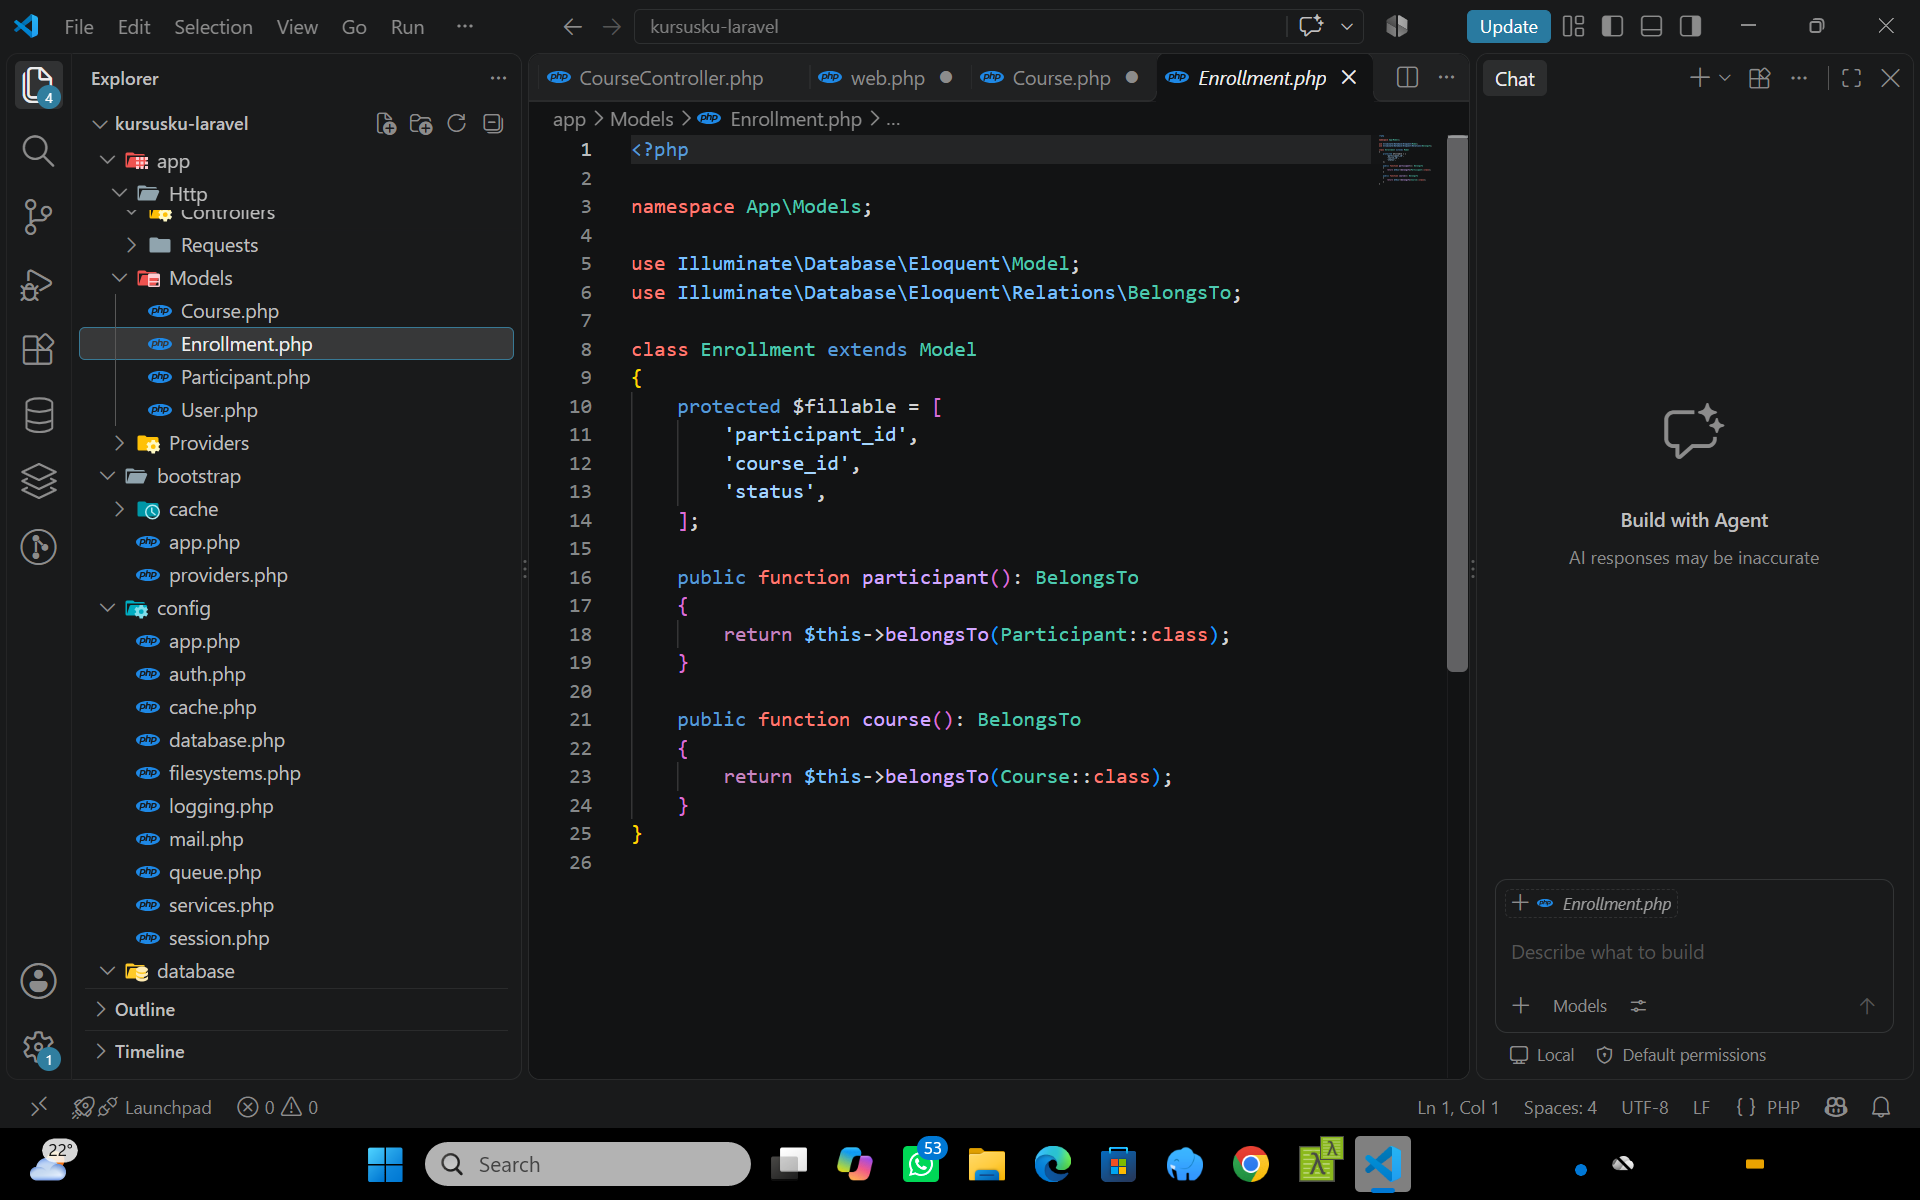 File Edit Selection View Go Run ...
kursusku-laravel
Update
Explorer
4
kursusku-laravel
app
Http
Controllers
Requests
Models
Course.php
Enrollment.php
Participant.php
User.php
Providers
bootstrap
cache
app.php
providers.php
config
app.php
auth.php
cache.php
database.php
filesystems.php
logging.php
mail.php
queue.php
services.php
session.php
database
Outline
Timeline
1
CourseController.php web.php Course.php Enrollment.php
app > Models > Enrollment.php > ...
1 <?php
2
3 namespace App\Models;
4
5 use Illuminate\Database\Eloquent\Model;
6 use Illuminate\Database\Eloquent\Relations\BelongsTo;
7
8 class Enrollment extends Model
9 {
10 protected $fillable = [
11 'participant_id',
12 'course_id',
13 'status',
14 ];
15
16 public function participant(): BelongsTo
17 {
18 return $this->belongsTo(Participant::class);
19 }
20
21 public function course(): BelongsTo
22 {
23 return $this->belongsTo(Course::class);
24 }
25 }
26
Chat
Build with Agent
AI responses may be inaccurate
Enrollment.php
Describe what to build
Models
Local Default permissions
Launchpad 0 0
Ln 1, Col 1 Spaces: 4 UTF-8 LF { } PHP
22°
Search
53